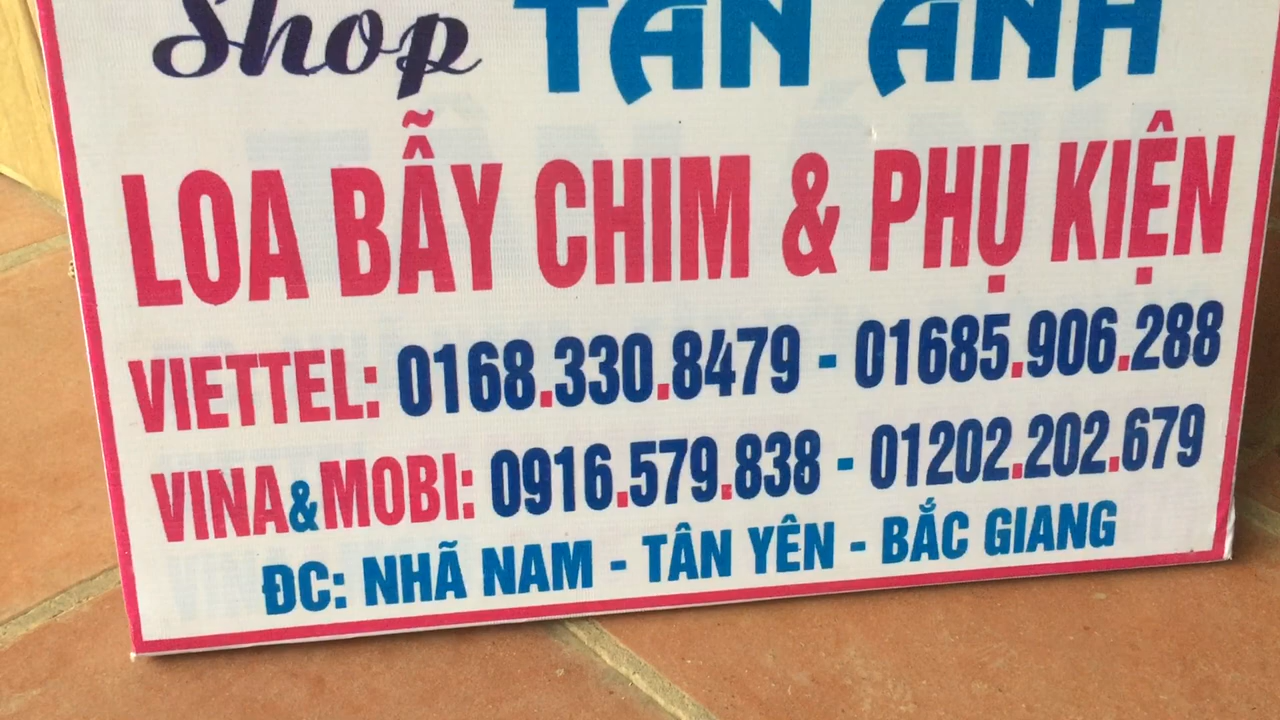 Shop TÂN ANH
LOA BẪY CHIM & PHỤ KIỆN
VIETTEL: 0168.330.8479 - 01685.906.288
VINA&MOBI: 0916.579.838 - 01202.202.679
ĐC: NHÃ NAM - TÂN YÊN - BẮC GIANG